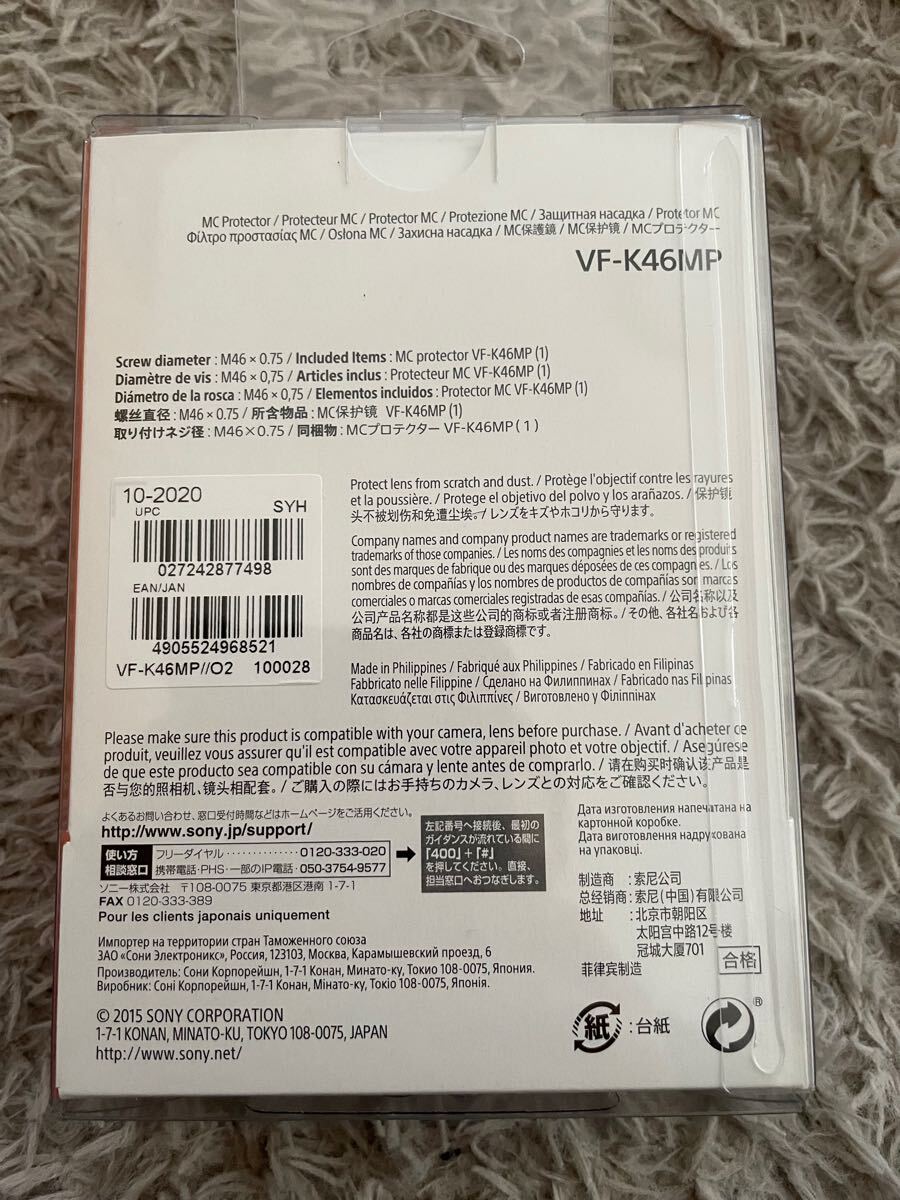 MC Protector / Protecteur MC / Protector MC / Protezione MC / Защитная насадка / Protetor MC
Φίλτρο προστασίας MC / Osłona MC / Захисна насадка / MC保護鏡 / MC保护镜 / MCプロテクター
VF-K46MP
Screw diameter : M46 × 0.75 / Included Items : MC protector VF-K46MP (1)
Diamètre de vis : M46 × 0,75 / Articles inclus : Protecteur MC VF-K46MP (1)
Diámetro de la rosca : M46 × 0,75 / Elementos incluidos : Protector MC VF-K46MP (1)
螺丝直径 : M46 × 0.75 / 所含物品 : MC保护镜 VF-K46MP (1)
取り付けネジ径 : M46×0.75 / 同梱物 : MCプロテクター VF-K46MP ( 1 )
10-2020
UPC
SYH
027242877498
EAN/JAN
4905524968521
VF-K46MP//O2 100028
Protect lens from scratch and dust. / Protège l'objectif contre les rayures
et la poussière. / Protege el objetivo del polvo y los arañazos. / 保护镜
头不被划伤和免遭尘埃。/ レンズをキズやホコリから守ります。
Company names and company product names are trademarks or registered
trademarks of those companies. / Les noms des compagnies et les noms des produits
sont des marques de fabrique ou des marques déposées de ces compagnies. / Los
nombres de compañías y los nombres de productos de compañías son marcas
comerciales o marcas comerciales registradas de esas compañías. / 公司名称以及
公司产品名称都是这些公司的商标或者注册商标。/ その他、各社名および各
商品名は、各社の商標または登録商標です。
Made in Philippines / Fabriqué aux Philippines / Fabricado en Filipinas
Fabbricato nelle Filippine / Сделано на Филиппинах / Fabricado nas Filipinas
Κατασκευάζεται στις Φιλιππίνες / Виготовлено у Філіппінах
Please make sure this product is compatible with your camera, lens before purchase. / Avant d'acheter ce
produit, veuillez vous assurer qu'il est compatible avec votre appareil photo et votre objectif. / Asegúrese
de que este producto sea compatible con su cámara y lente antes de comprarlo. / 请在购买时确认该产品是
否与您的照相机、镜头相配套。/ ご購入の際にはお手持ちのカメラ、レンズとの対応をご確認ください。
よくあるお問い合わせ、窓口受付時間などはホームページをご活用ください。
http://www.sony.jp/support/
使い方
相談窓口
フリーダイヤル ・・・・・・・・・・・・・・ 0120-333-020
携帯電話・PHS・一部のIP電話・050-3754-9577
左記番号へ接続後、最初の
ガイダンスが流れている間に
「400」+「#」
を押してください。直接、
担当窓口へおつなぎします。
ソニー株式会社 〒108-0075 東京都港区港南 1-7-1
FAX 0120-333-389
Pour les clients japonais uniquement
Импортер на территории стран Таможенного союза
ЗАО «Сони Электроникс», Россия, 123103, Москва, Карамышевский проезд, 6
Производитель: Сони Корпорейшн, 1-7-1 Конан, Минато-ку, Токио 108-0075, Япония.
Виробник: Соні Корпорейшн, 1-7-1 Конан, Мінато-ку, Токіо 108-0075, Японія.
© 2015 SONY CORPORATION
1-7-1 KONAN, MINATO-KU, TOKYO 108-0075, JAPAN
http://www.sony.net/
Дата изготовления напечатана на
картонной коробке.
Дата виготовлення надрукована
на упаковці.
制造商 : 索尼公司
总经销商 : 索尼(中国)有限公司
地址 : 北京市朝阳区
太阳宫中路12号楼
冠城大厦701
菲律宾制造
合格
紙 : 台紙
®